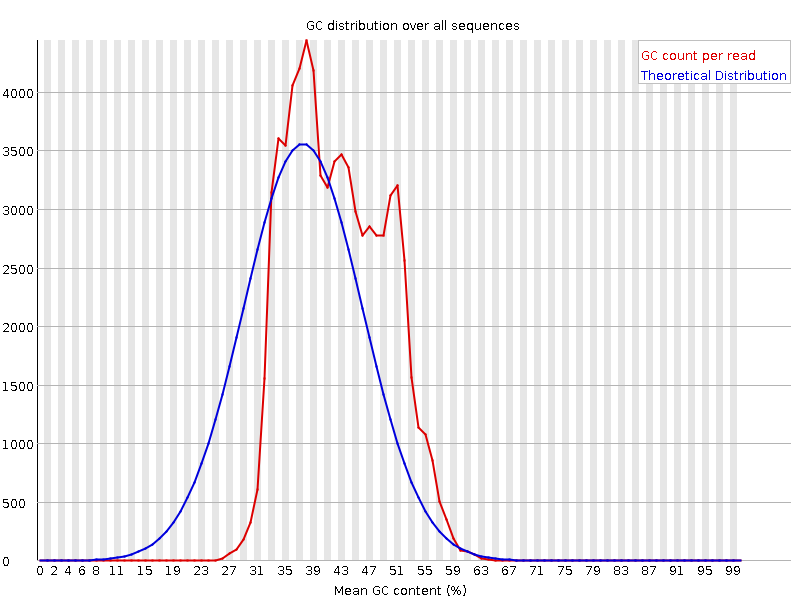 GC distribution over all sequences
GC count per read
Theoretical Distribution
4000
3500
3000
2500
2000
1500
1000
500
0
0 2 4 6 8 11 15 19 23 27 31 35 39 43 47 51 55 59 63 67 71 75 79 83 87 91 95 99
Mean GC content (%)